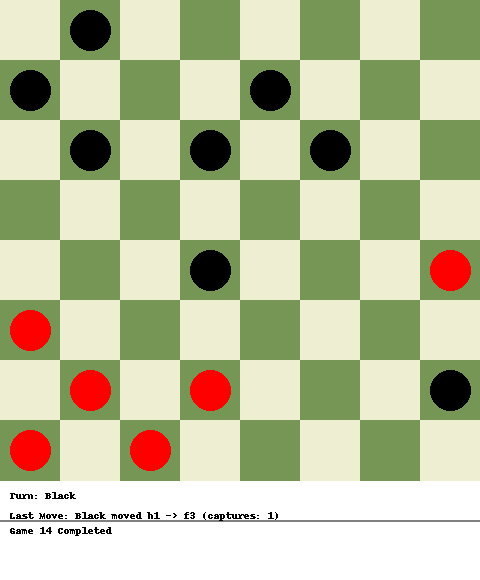 Turn: Black
Last Move: Black moved h1 -> f3 (captures: 1)
Game 14 Completed